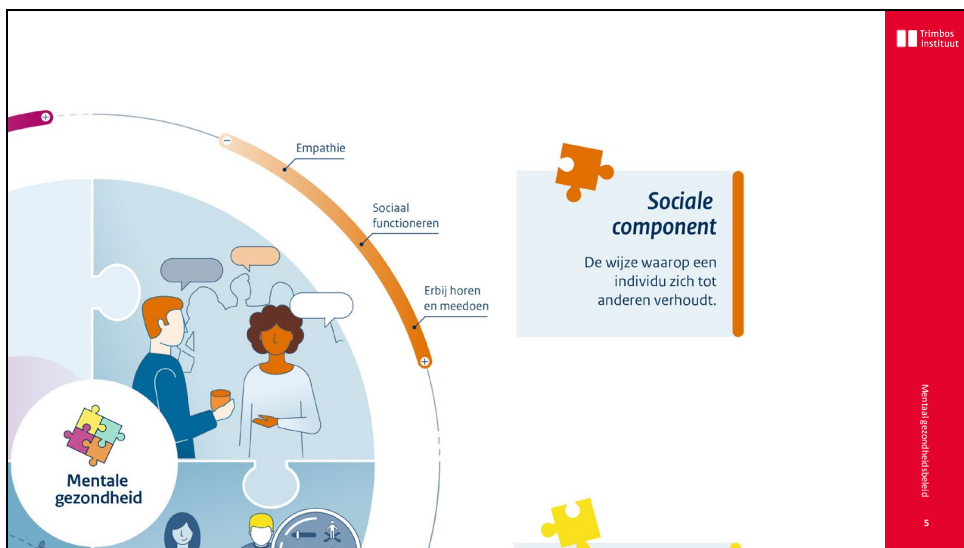 Trimbos
instituut
Empathie
Sociaal
functioneren
Erbij horen
en meedoen
Sociale
component
De wijze waarop een
individu zich tot
anderen verhoudt.
Mentale
gezondheid
Mentaal gezondheidsbeleid
5